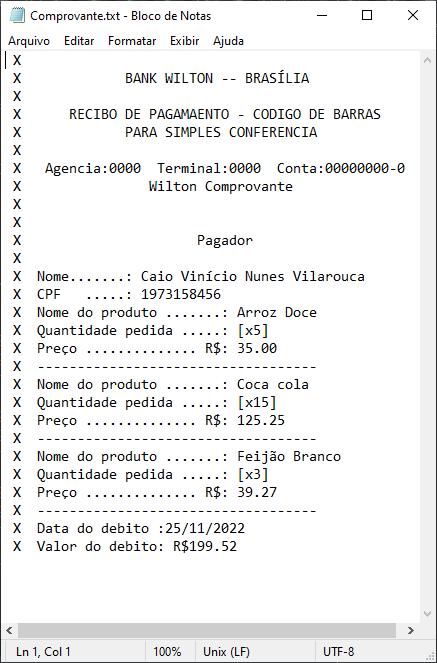 Comprovante.txt - Bloco de Notas
Arquivo Editar Formatar Exibir Ajuda
X
X BANK WILTON -- BRASÍLIA
X
X RECIBO DE PAGAMAENTO - CODIGO DE BARRAS
X PARA SIMPLES CONFERENCIA
X
X Agencia:0000 Terminal:0000 Conta:00000000-0
X Wilton Comprovante
X
X
X Pagador
X
X Nome.......: Caio Vinício Nunes Vilarouca
X CPF .....: 1973158456
X Nome do produto .......: Arroz Doce
X Quantidade pedida .....: [x5]
X Preço .............. R$: 35.00
X -----------------------------------
X Nome do produto .......: Coca cola
X Quantidade pedida .....: [x15]
X Preço .............. R$: 125.25
X -----------------------------------
X Nome do produto .......: Feijão Branco
X Quantidade pedida .....: [x3]
X Preço .............. R$: 39.27
X -----------------------------------
X Data do debito :25/11/2022
X Valor do debito: R$199.52
Ln 1, Col 1 100% Unix (LF) UTF-8